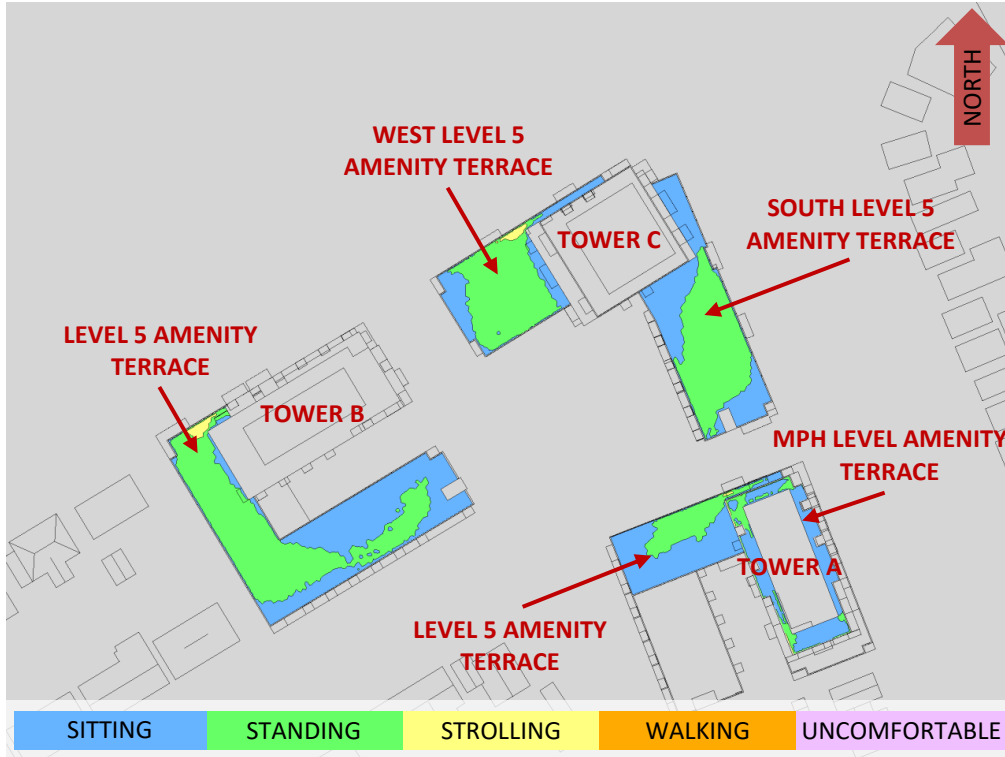 NORTH
WEST LEVEL 5
AMENITY TERRACE
SOUTH LEVEL 5
AMENITY TERRACE
TOWER C
LEVEL 5 AMENITY
TERRACE
TOWER B
MPH LEVEL AMENITY
TERRACE
TOWER A
LEVEL 5 AMENITY
TERRACE
SITTING
STANDING
STROLLING
WALKING
UNCOMFORTABLE